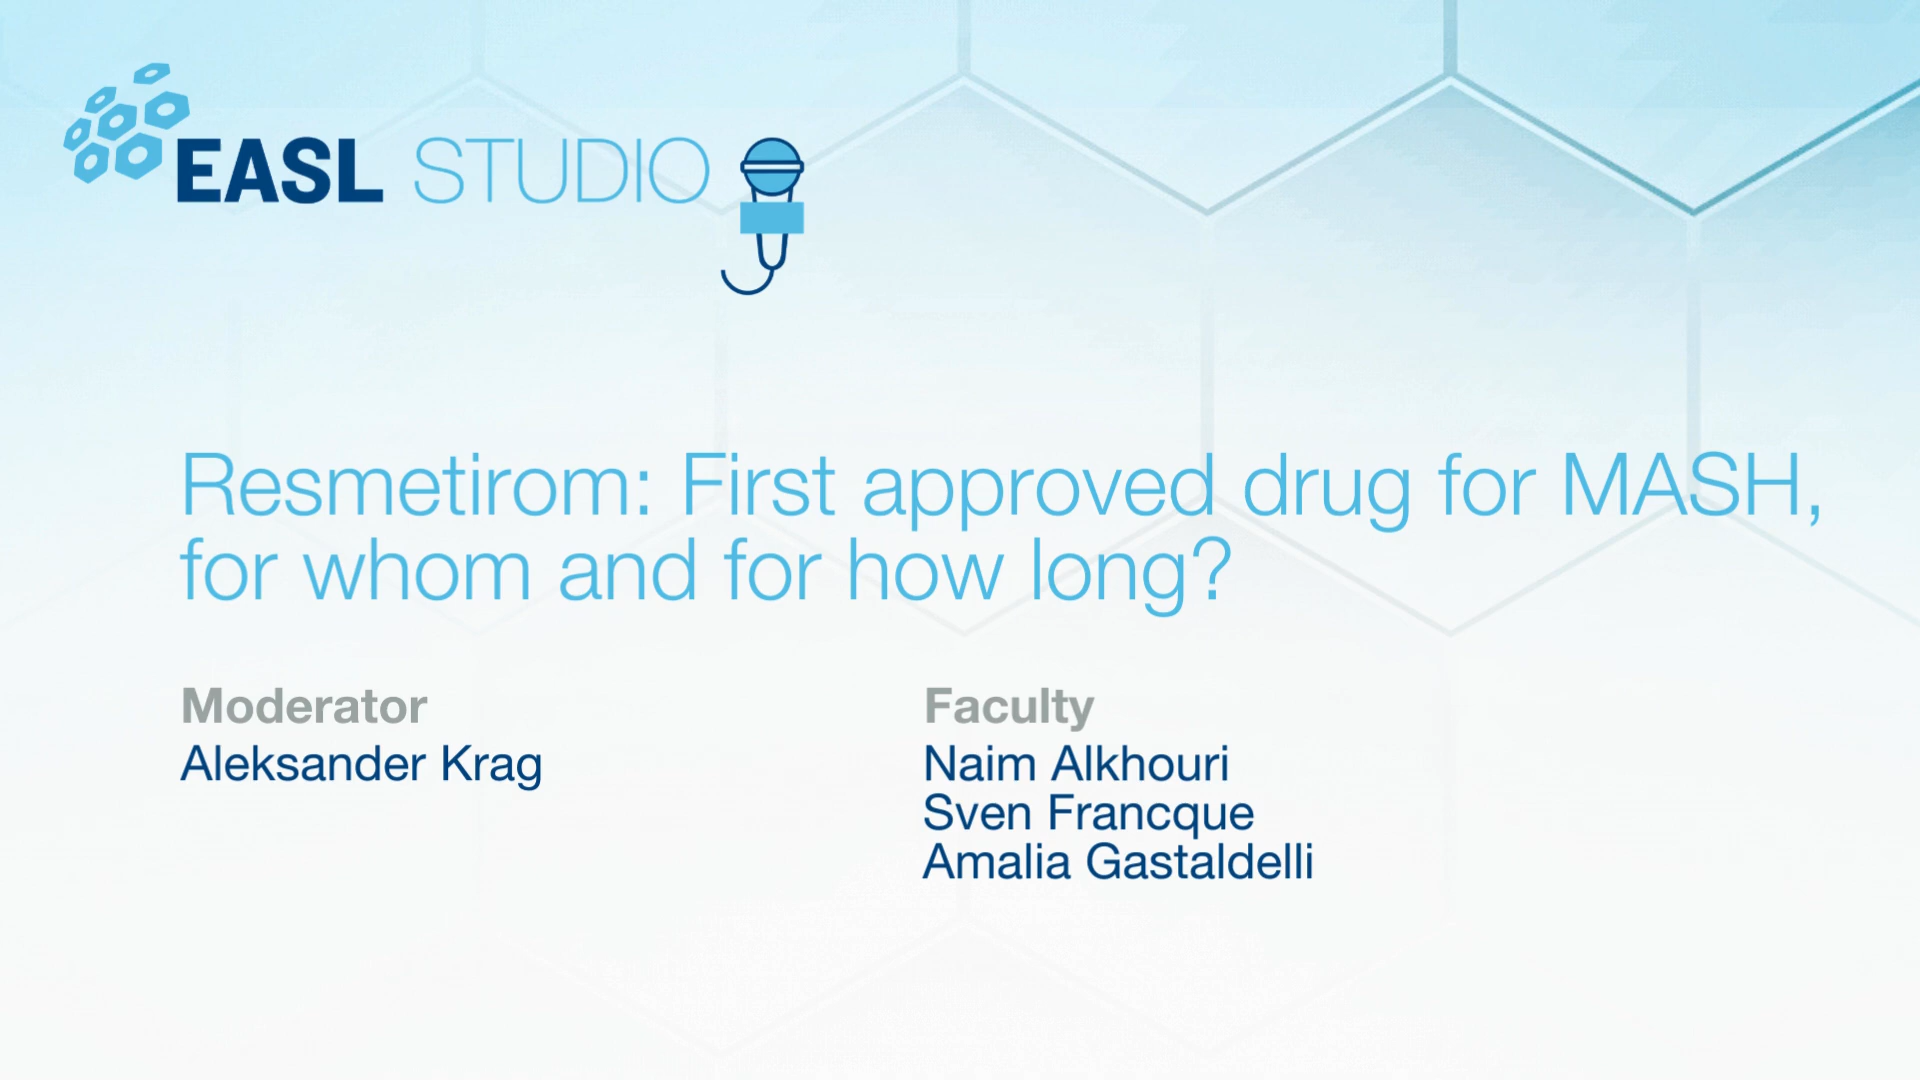 EASL STUDIO
Resmetirom: First approved drug for MASH,
for whom and for how long?
Moderator
Aleksander Krag
Faculty
Naim Alkhouri
Sven Francque
Amalia Gastaldelli